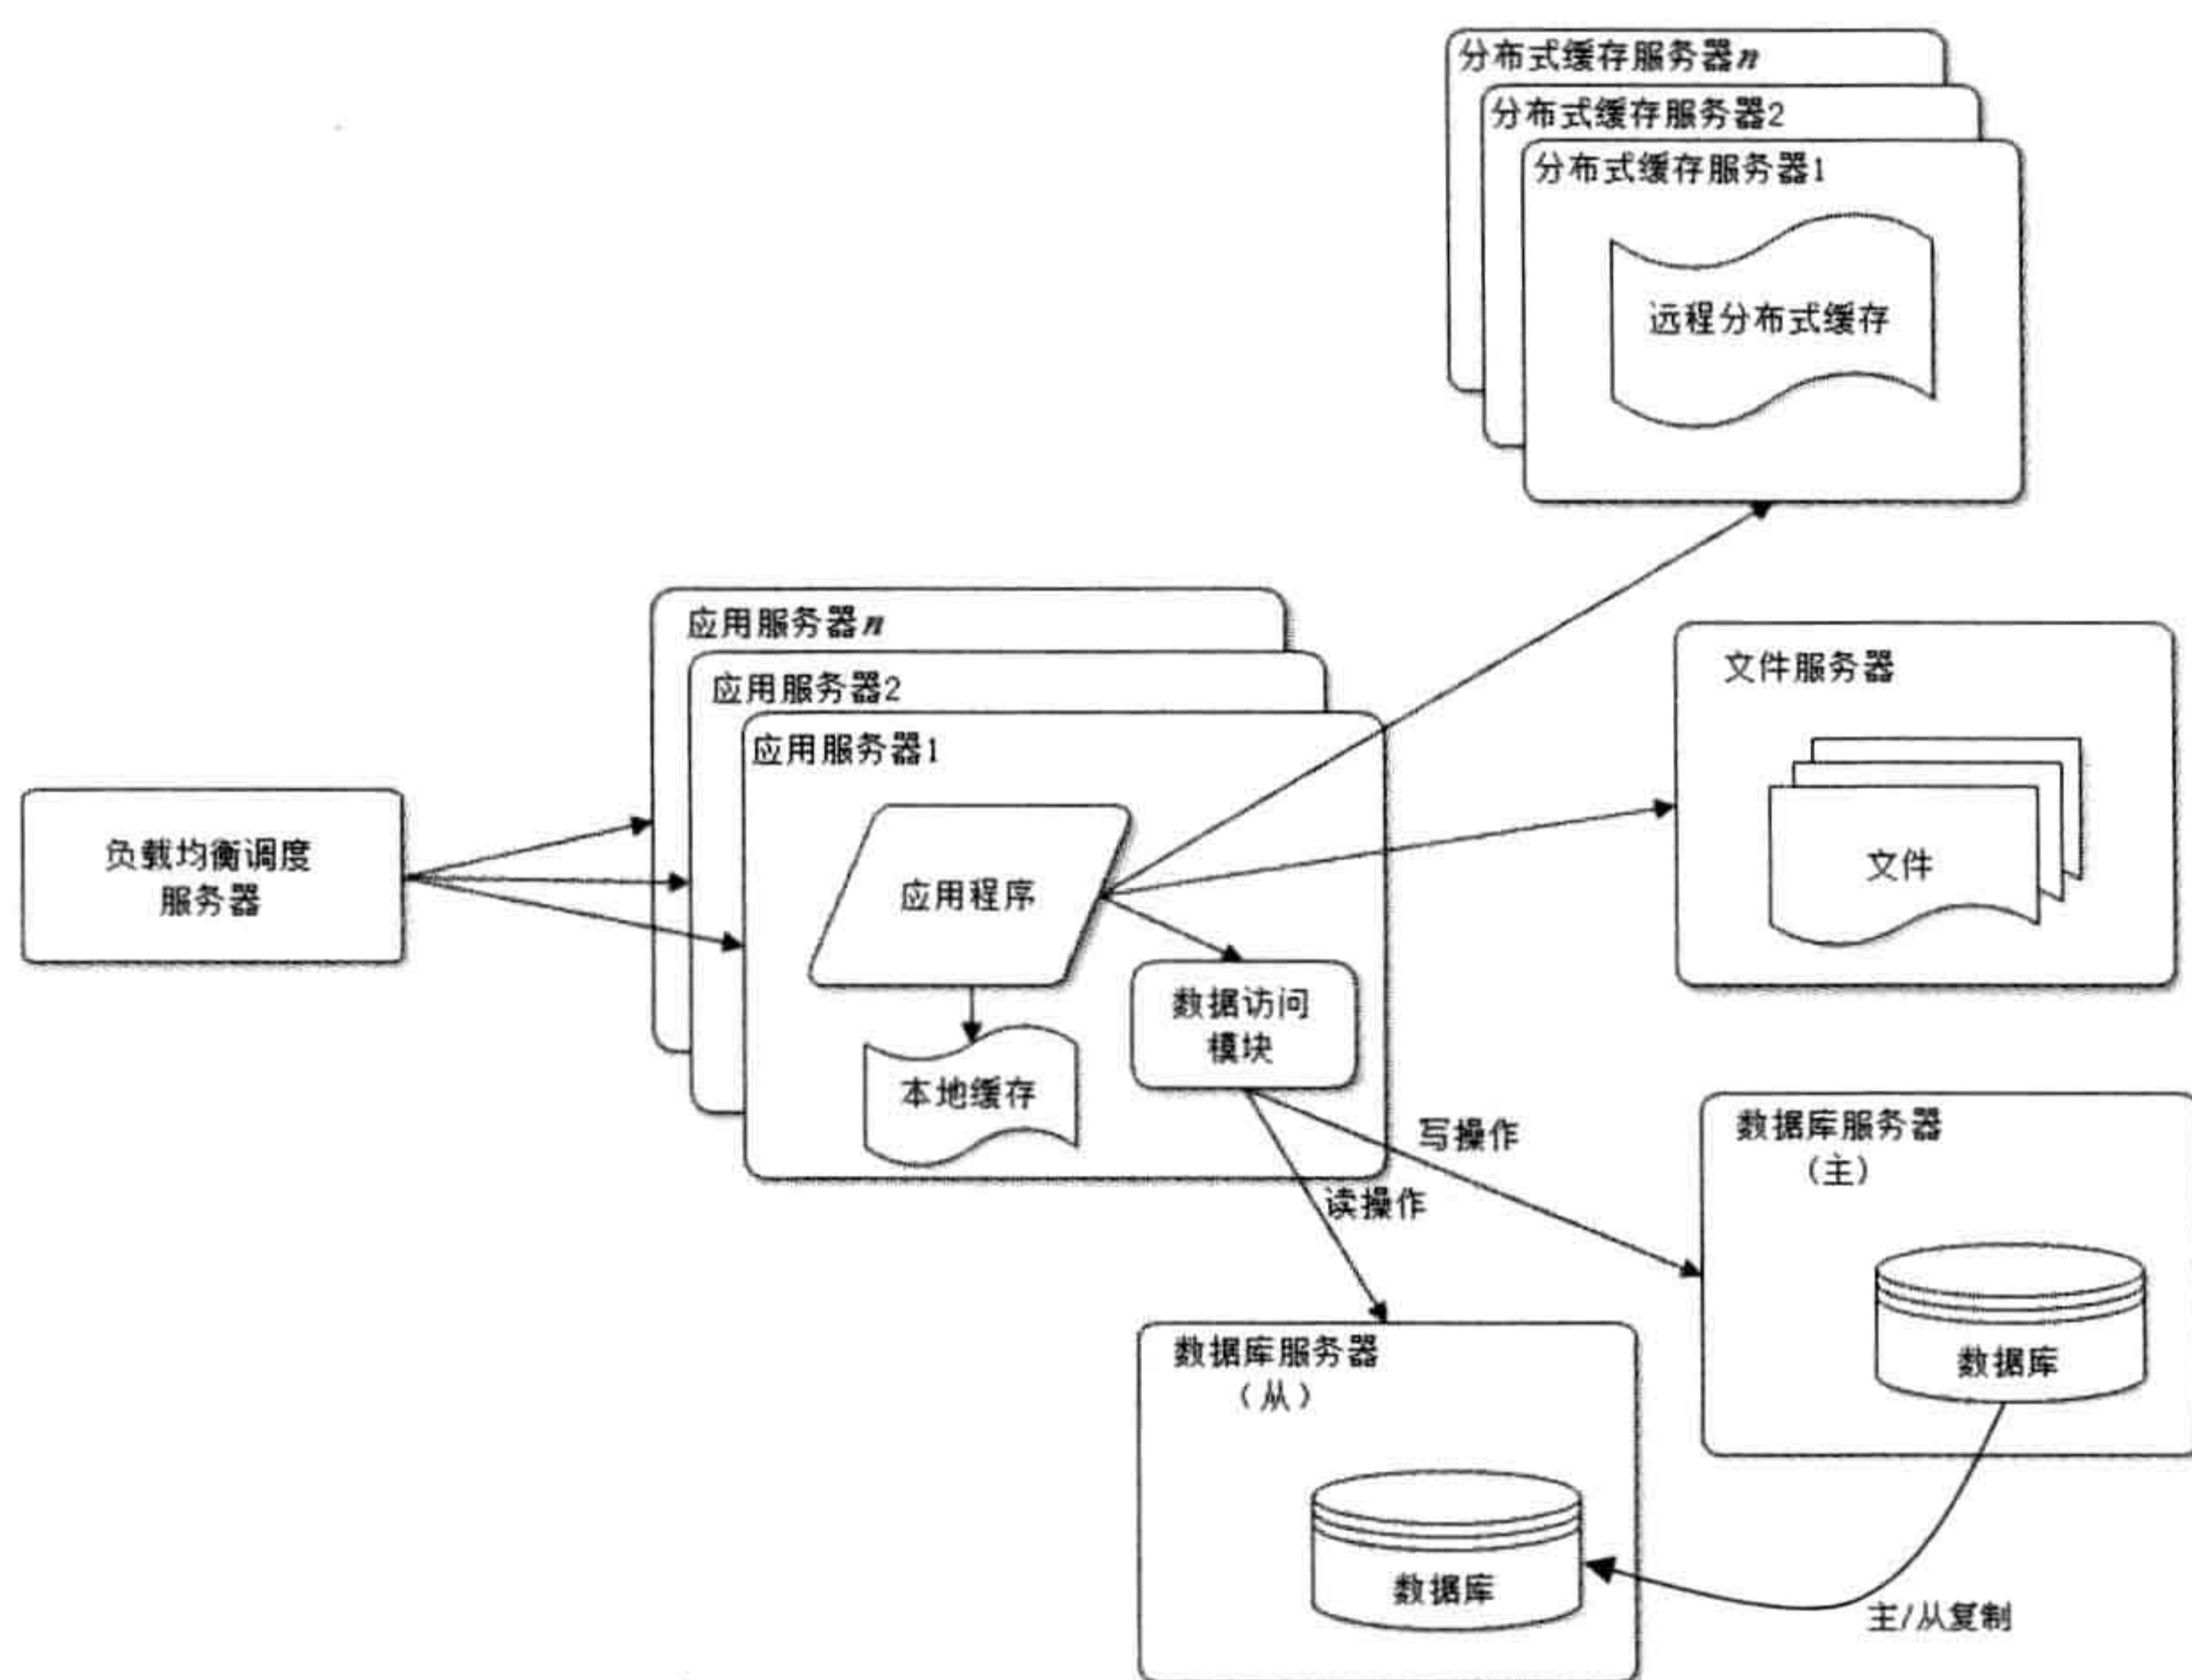 分布式缓存服务器n
分布式缓存服务器2
分布式缓存服务器1
远程分布式缓存
应用服务器n
应用服务器2
应用服务器1
文件服务器
文件
负载均衡调度
服务器
应用程序
数据访问
模块
本地缓存
写操作
读操作
数据库服务器
(主)
数据库
数据库服务器
(从)
数据库
主/从复制